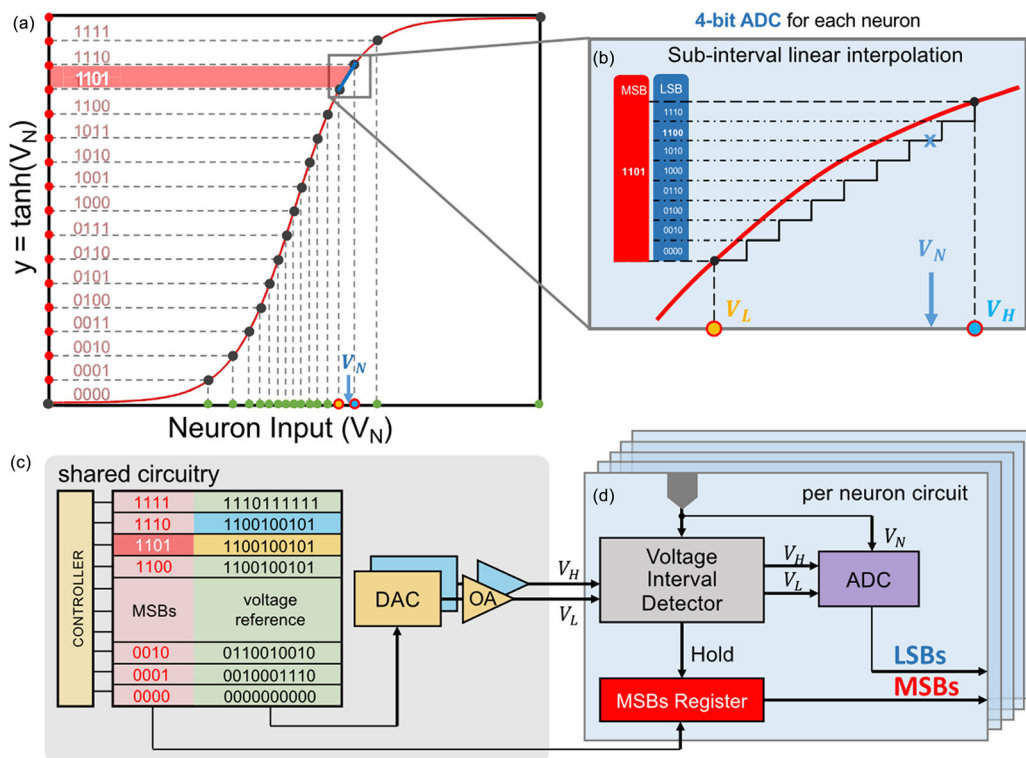 (a)
y = tanh(V_N)
1111
1110
1101
1100
1011
1010
1001
1000
0111
0110
0101
0100
0011
0010
0001
0000
V_N
Neuron Input (V_N)
4-bit ADC for each neuron
(b)
Sub-interval linear interpolation
MSB
LSB
1101
1110
1100
1010
1000
0110
0100
0010
0000
V_L
V_N
V_H
(c)
shared circuitry
CONTROLLER
1111 1110111111
1110 1100100101
1101 1100100101
1100 1100100101
MSBs
voltage
reference
0010 0110010010
0001 0010001110
0000 0000000000
DAC
OA
V_H
V_L
(d)
per neuron circuit
Voltage
Interval
Detector
V_H
V_L
V_N
ADC
Hold
MSBs Register
LSBs
MSBs